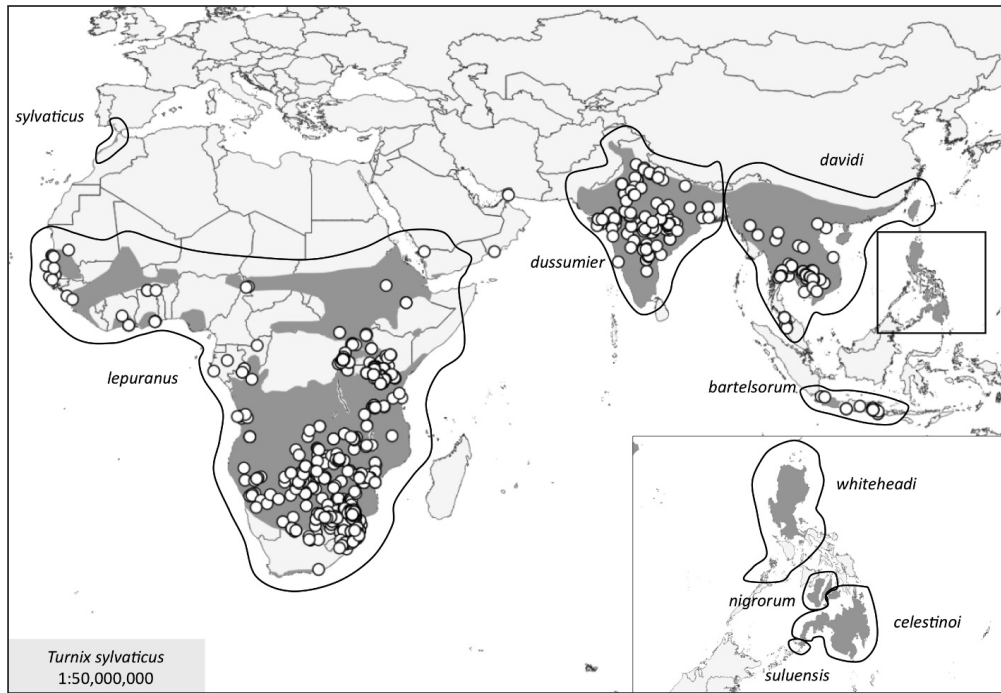 sylvaticus
davidi
dussumier
lepuranus
bartelsorum
whiteheadi
nigrorum
celestinoi
suluensis
Turnix sylvaticus
1:50,000,000